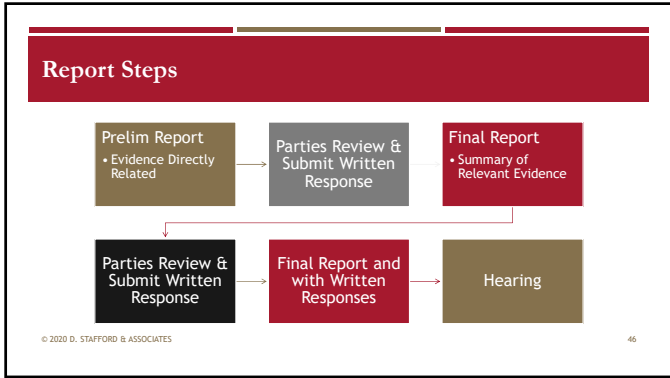 Report Steps
Prelim Report
• Evidence Directly
Related
Parties Review &
Submit Written
Response
Final Report
• Summary of
Relevant Evidence
Parties Review &
Submit Written
Response
Final Report and
with Written
Responses
Hearing
© 2020 D. STAFFORD & ASSOCIATES
46